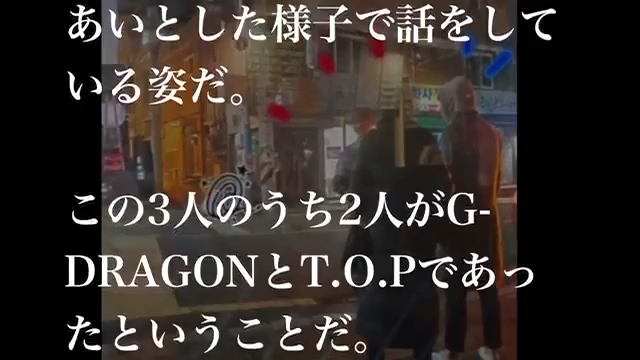 あいとした様子で話をして
いる姿だ。
この3人のうち2人がG-
DRAGONとT.O.Pであっ
たということだ。